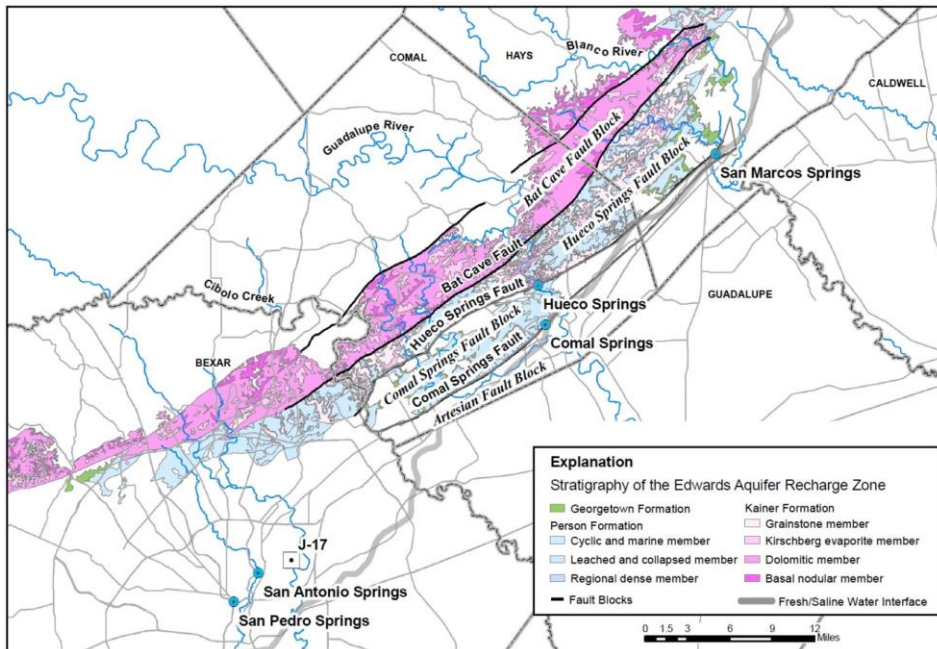 Blanco River
HAYS
COMAL
CALDWELL
Guadalupe River
Bat Cave Fault Block
San Marcos Springs
Hueco Springs Fault Block
Bat Cave Fault
Cibolo Creek
Hueco Springs Fault
Hueco Springs
GUADALUPE
Comal Springs Fault Block
Comal Springs
BEXAR
Comal Springs Fault
Artesian Fault Block
J-17
San Antonio Springs
San Pedro Springs
Explanation
Stratigraphy of the Edwards Aquifer Recharge Zone
Georgetown Formation
Person Formation
Cyclic and marine member
Leached and collapsed member
Regional dense member
Fault Blocks
Kainer Formation
Grainstone member
Kirschberg evaporite member
Dolomitic member
Basal nodular member
Fresh/Saline Water Interface
0 1.5 3 6 9 12
Miles